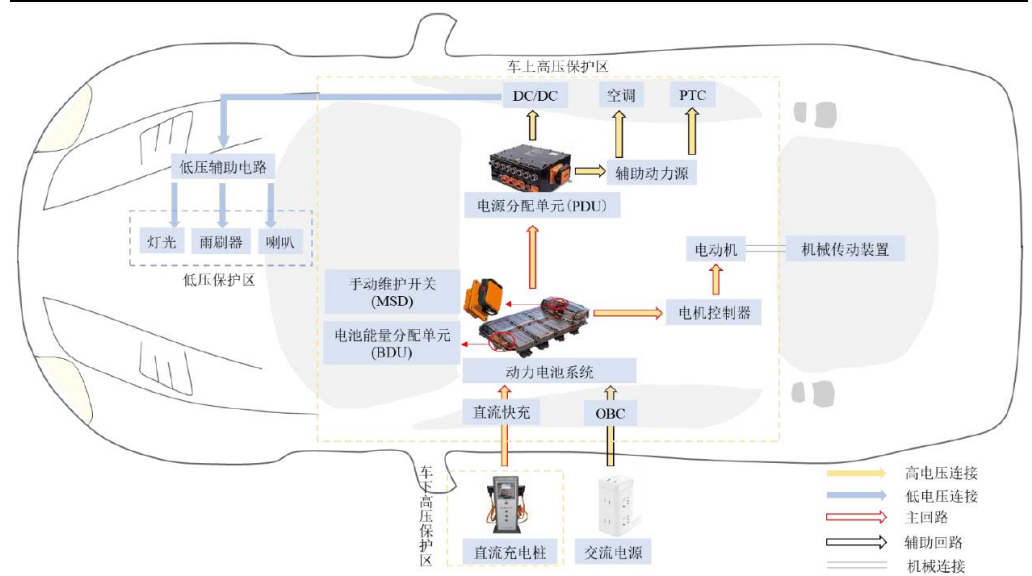 车上高压保护区
DC/DC
空调
PTC
低压辅助电路
辅助动力源
电源分配单元(PDU)
灯光
雨刷器
喇叭
低压保护区
电动机
机械传动装置
手动维护开关
(MSD)
电机控制器
电池能量分配单元
(BDU)
动力电池系统
直流快充
OBC
车下高压保护区
直流充电桩
交流电源
高电压连接
低电压连接
主回路
辅助回路
机械连接